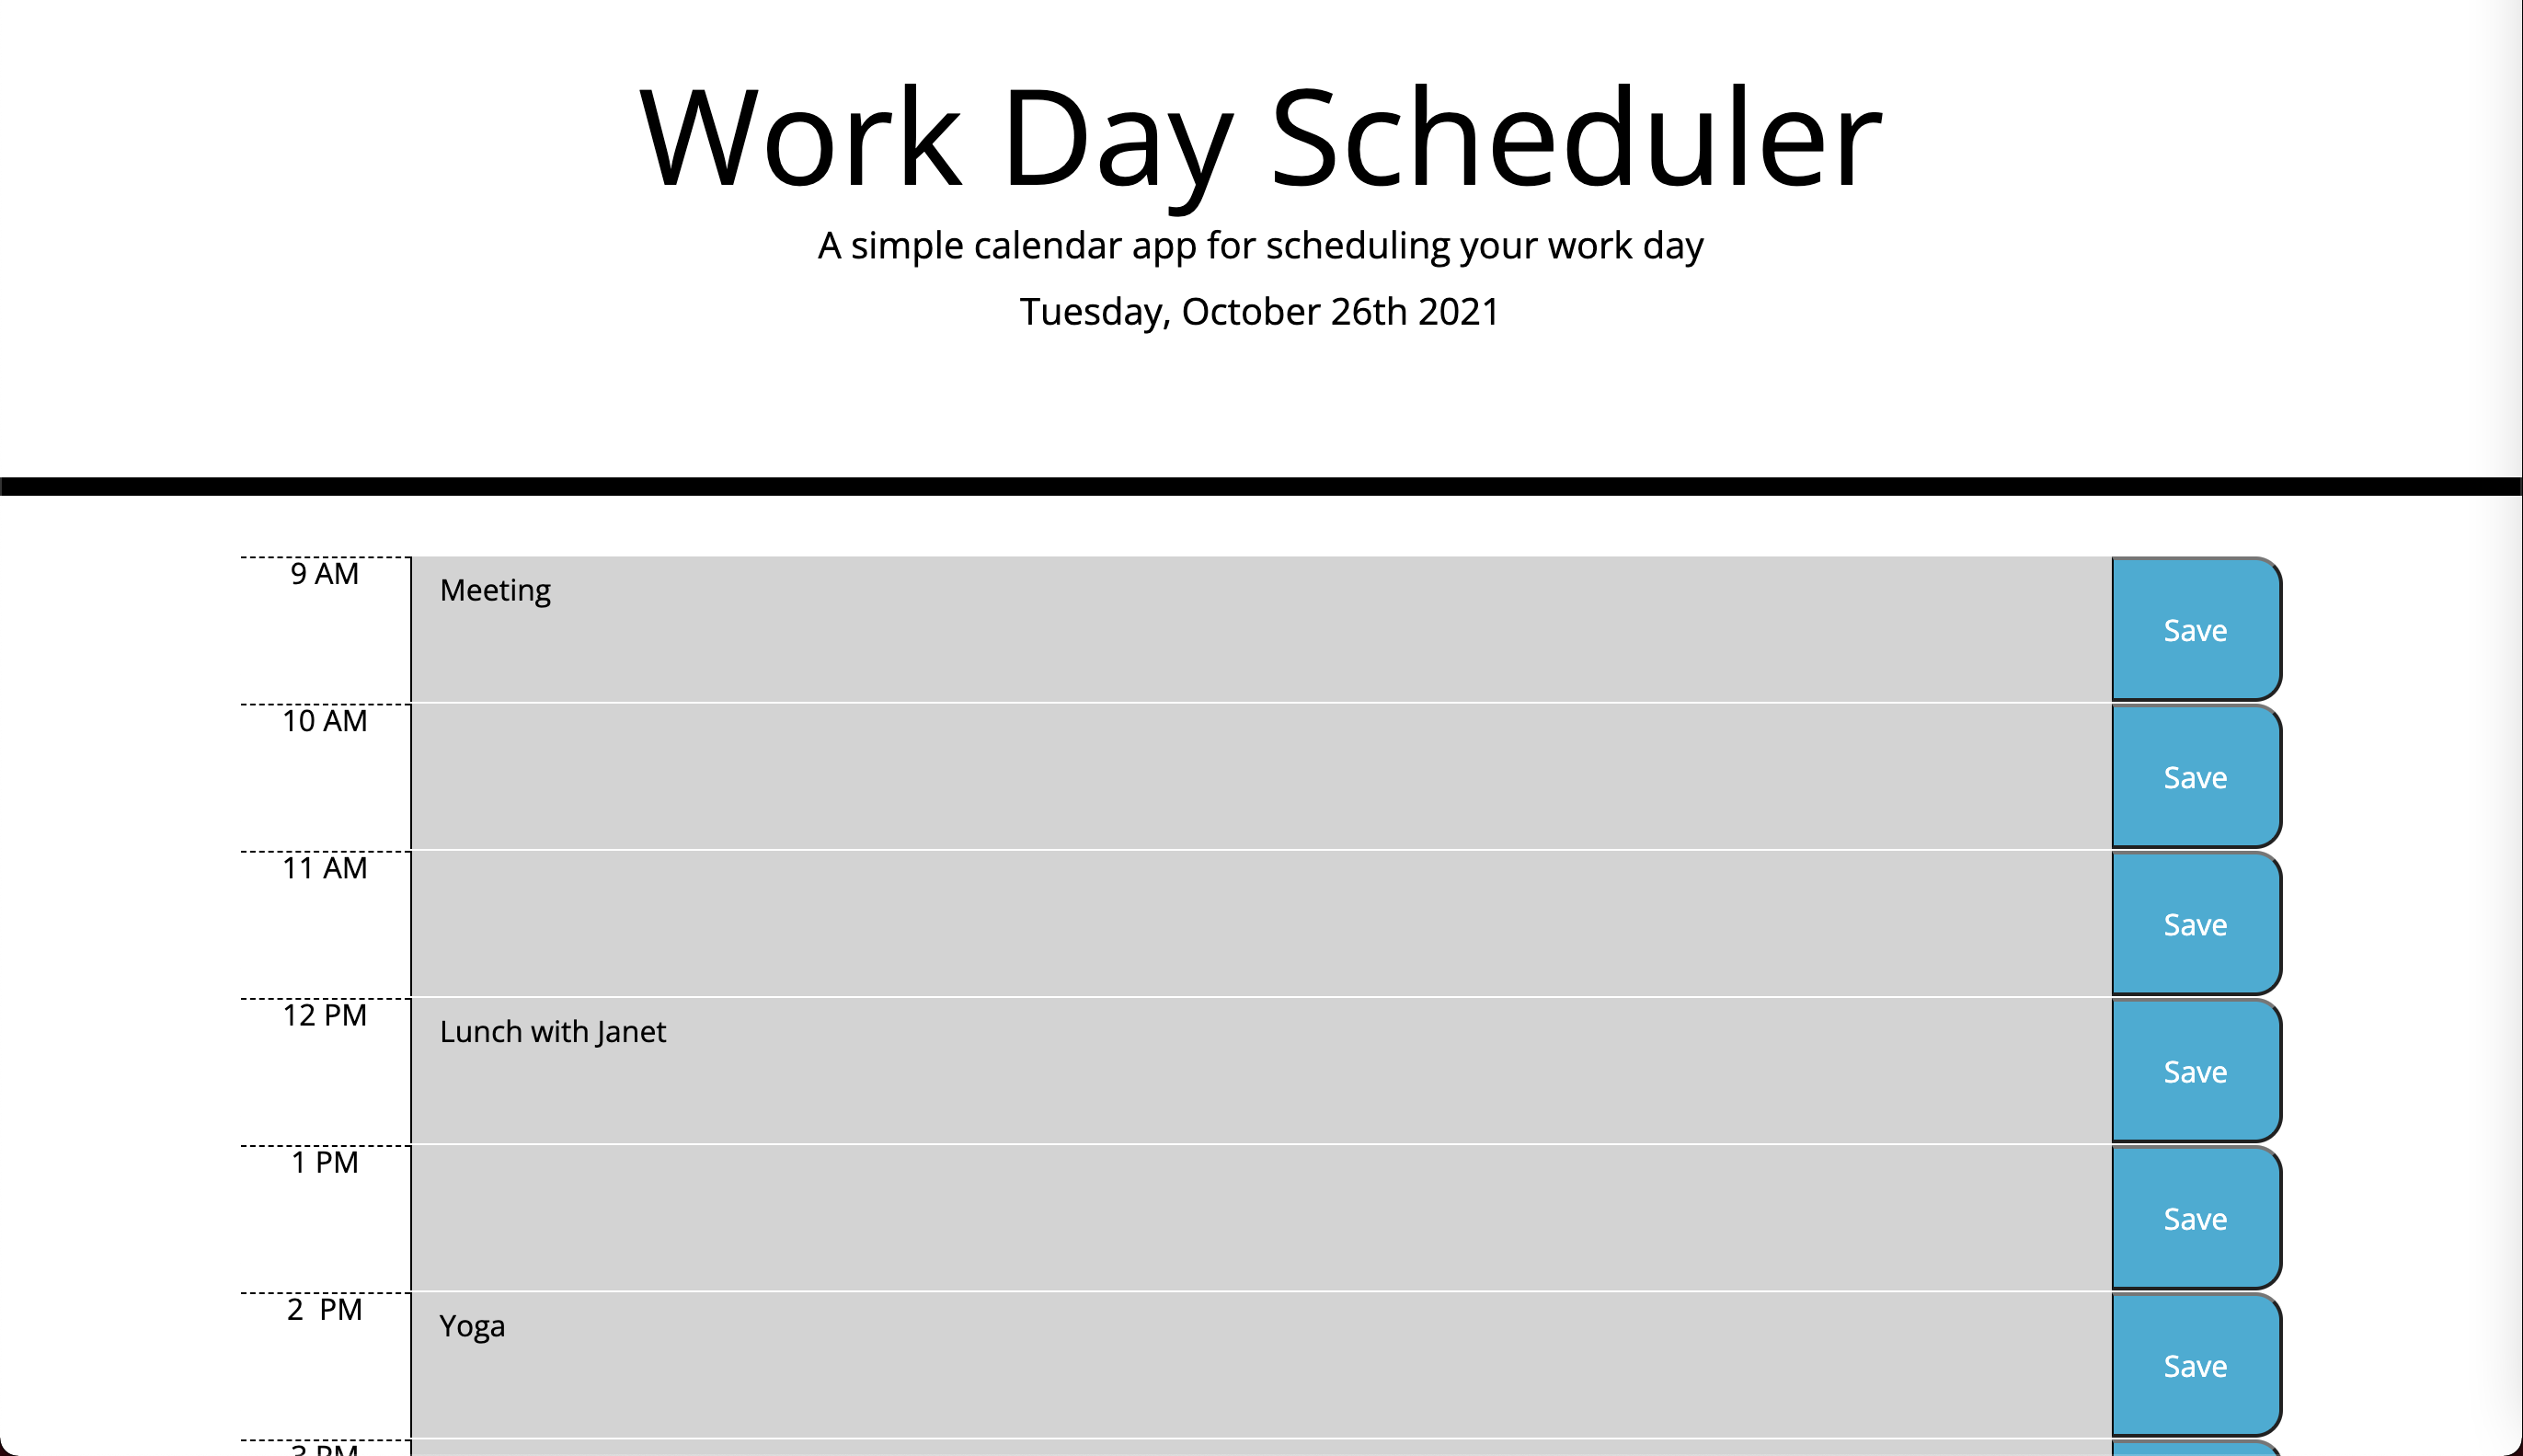 Work Day Scheduler
A simple calendar app for scheduling your work day
Tuesday, October 26th 2021
9 AM Meeting Save
10 AM Save
11 AM Save
12 PM Lunch with Janet Save
1 PM Save
2  PM Yoga Save
3 PM